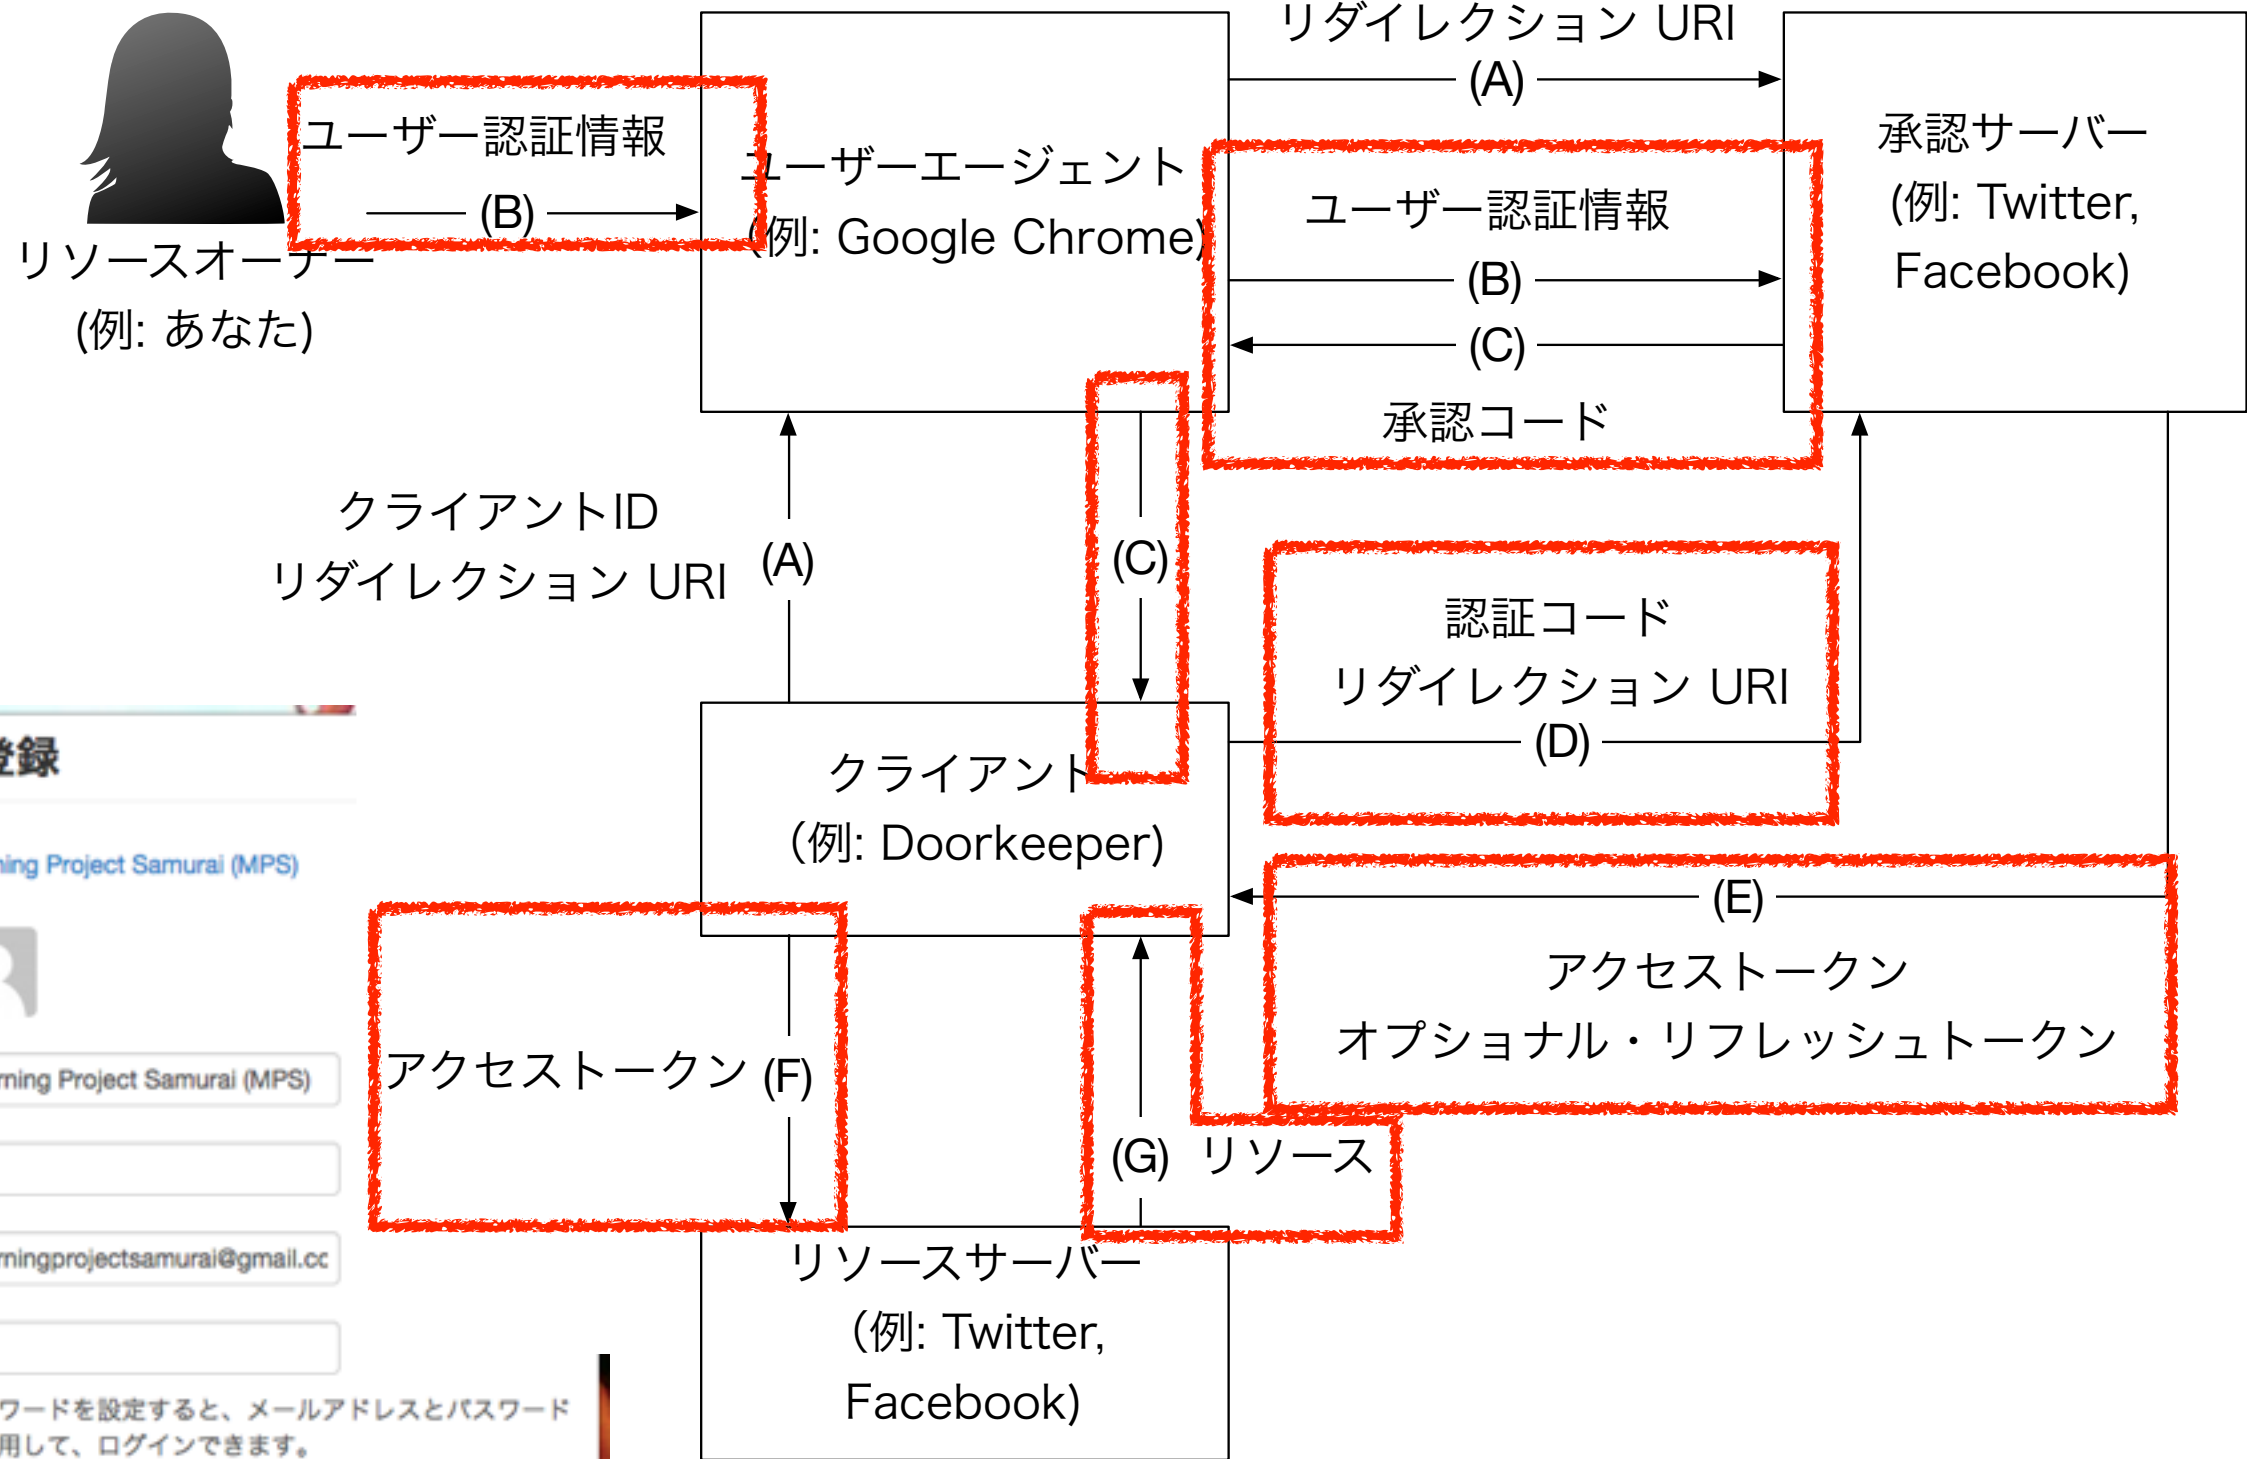 リダイレクション URI
(A)
ユーザー認証情報
(B)
リソースオーナー
(例: あなた)
ユーザーエージェント
(例: Google Chrome)
ユーザー認証情報
(B)
(C)
承認コード
承認サーバー
(例: Twitter,
Facebook)
クライアントID
リダイレクション URI
(A)
(C)
認証コード
リダイレクション URI
(D)
クライアント
(例: Doorkeeper)
(E)
アクセストークン
オプショナル・リフレッシュトークン
アクセストークン
(F)
(G)
リソース
リソースサーバー
(例: Twitter,
Facebook)
登録
ning Project Samurai (MPS)
rning Project Samurai (MPS)
rningprojectsamurai@gmail.cc
ワードを設定すると、メールアドレスとパスワード
用して、ログインできます。